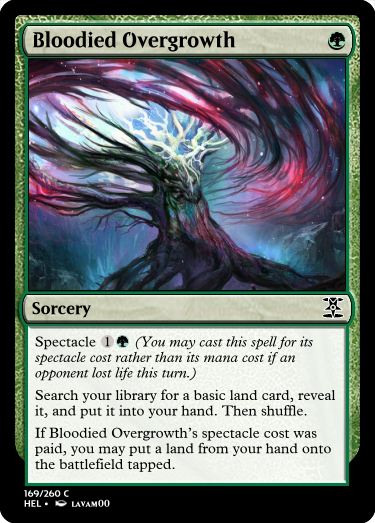 Bloodied Overgrowth
Sorcery
Spectacle 1 (You may cast this spell for its
spectacle cost rather than its mana cost if an
opponent lost life this turn.)
Search your library for a basic land card, reveal
it, and put it into your hand. Then shuffle.
If Bloodied Overgrowth's spectacle cost was
paid, you may put a land from your hand onto
the battlefield tapped.
169/260 C
HEL • LAVAM00